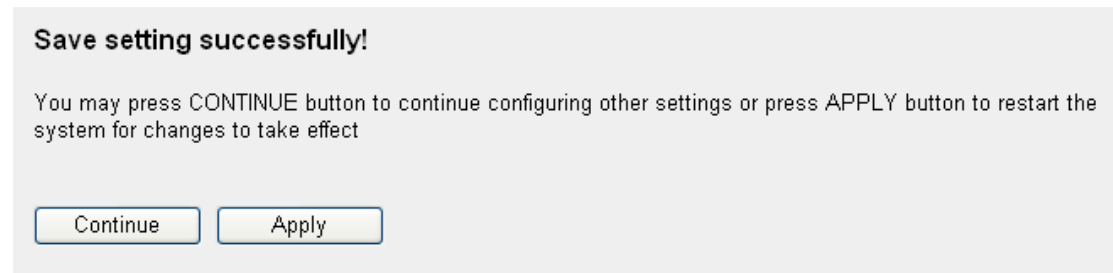 Save setting successfully!
You may press CONTINUE button to continue configuring other settings or press APPLY button to restart the
system for changes to take effect
Continue Apply